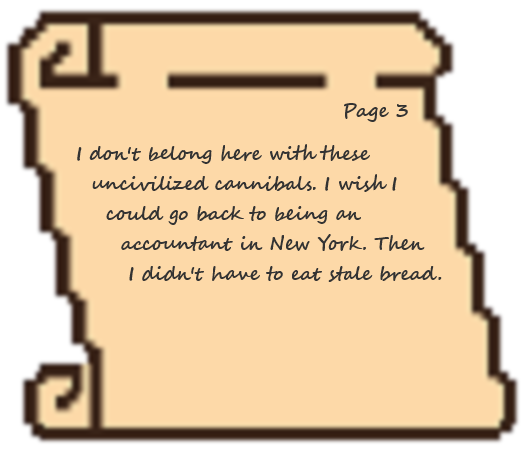 Page 3
I don't belong here with these
uncivilized cannibals. I wish I
could go back to being an
accountant in New York. Then
I didn't have to eat stale bread.